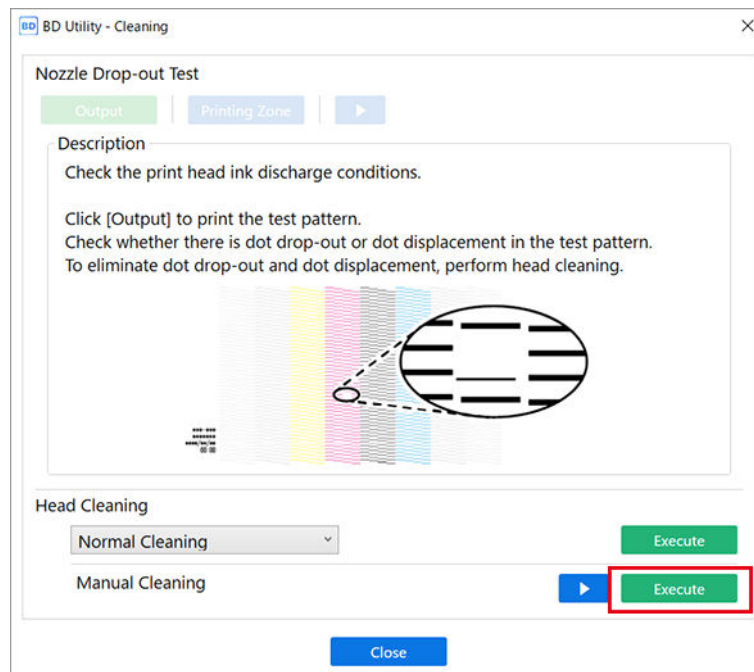 BD BD Utility - Cleaning
Nozzle Drop-out Test
Output Printing Zone
Description
Check the print head ink discharge conditions.
Click [Output] to print the test pattern.
Check whether there is dot drop-out or dot displacement in the test pattern.
To eliminate dot drop-out and dot displacement, perform head cleaning.
Head Cleaning
Normal Cleaning Execute
Manual Cleaning Execute
Close